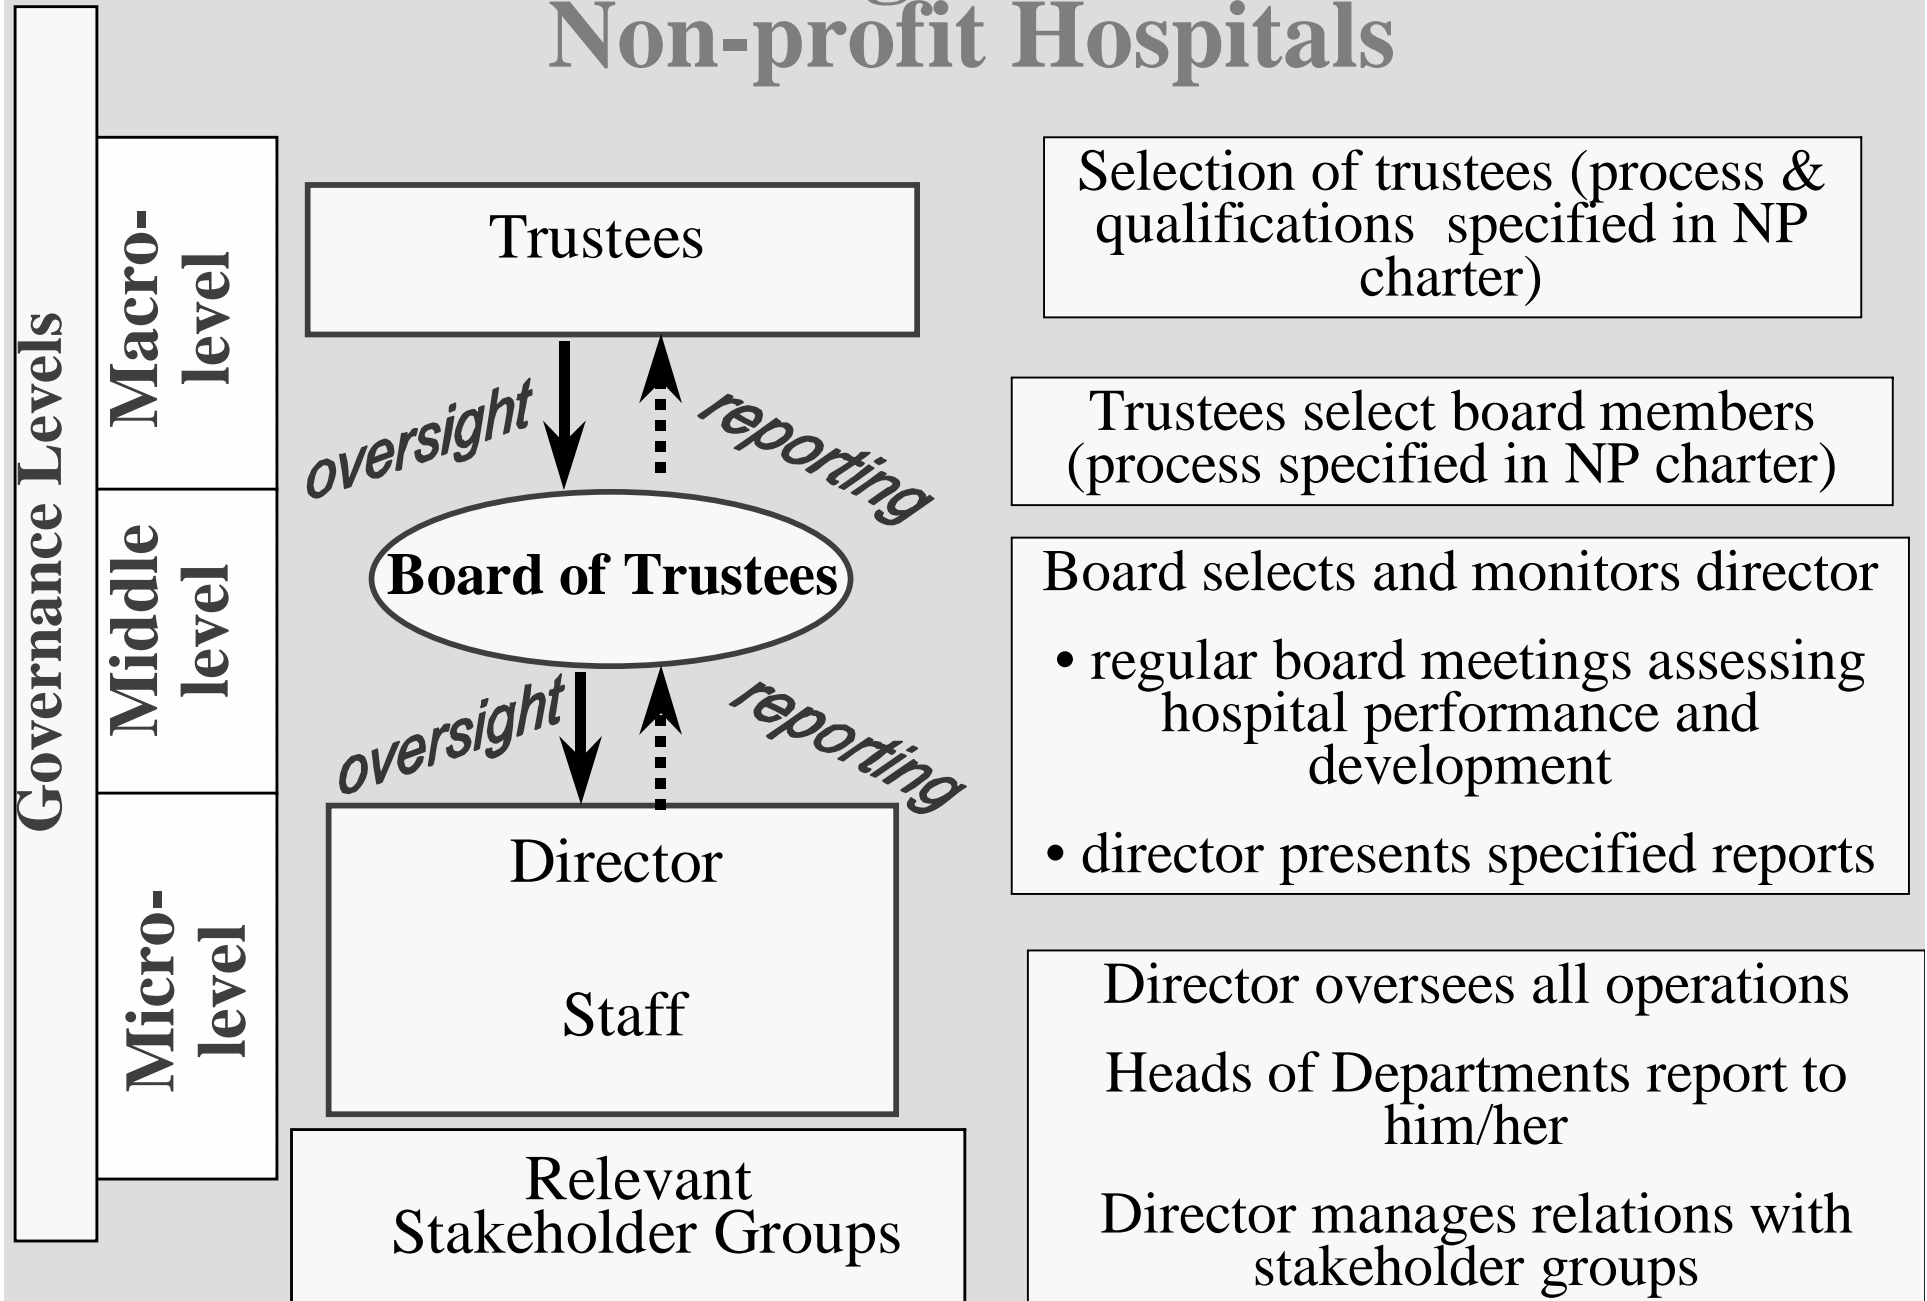 Non-profit Hospitals
Governance Levels
Macro-
level
Middle
level
Micro-
level
Trustees
oversight
reporting
Board of Trustees
oversight
reporting
Director
Staff
Relevant
Stakeholder Groups
Selection of trustees (process &
qualifications specified in NP
charter)
Trustees select board members
(process specified in NP charter)
Board selects and monitors director
• regular board meetings assessing
hospital performance and
development
• director presents specified reports
Director oversees all operations
Heads of Departments report to
him/her
Director manages relations with
stakeholder groups